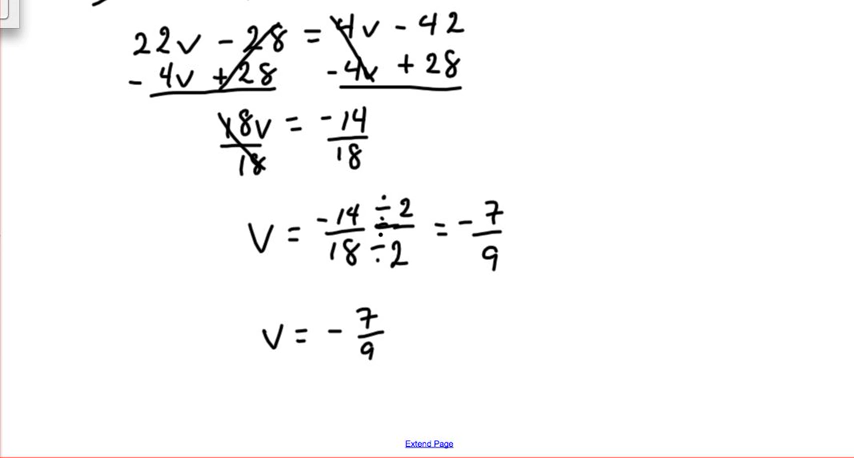 22v - 28 = 4v - 42
- 4v + 28 - 4v + 28
18v/18 = -14/18
V = -14/18 ÷2/÷2 = - 7/9
V = - 7/9
Extend Page